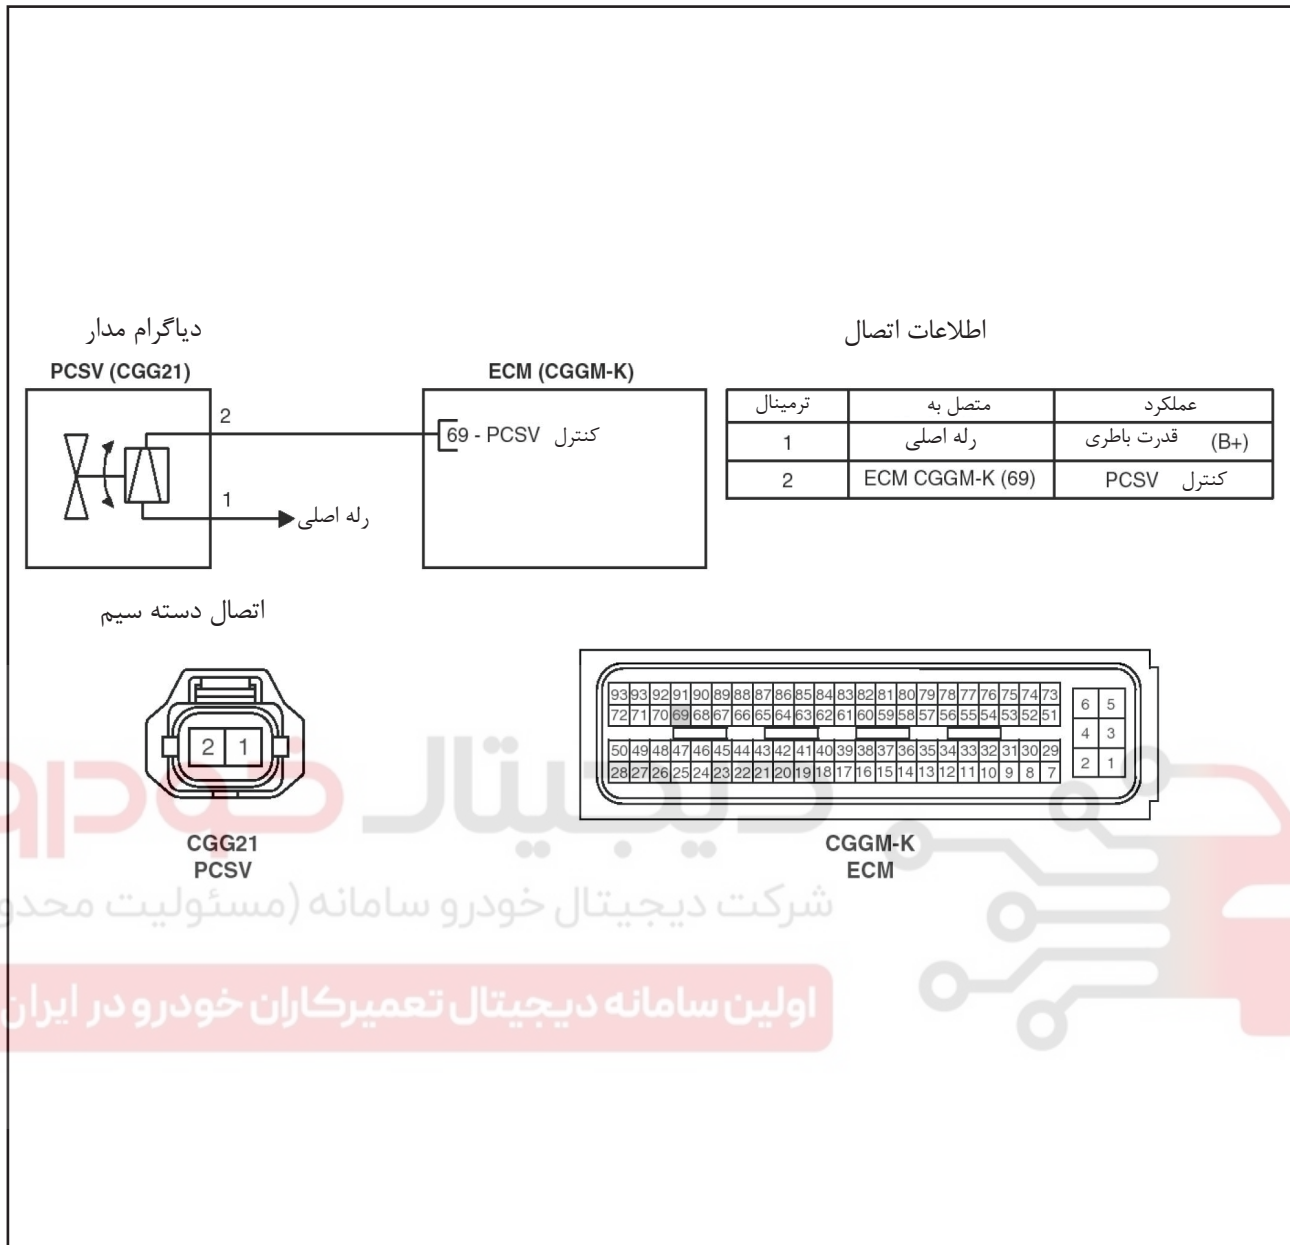 دیاگرام مدار
اطلاعات اتصال
PCSV (CGG21)
ECM (CGGM-K)
2
69 - PCSV کنترل
1
رله اصلی
ترمینال متصل به عملکرد
1 رله اصلی قدرت باطری (B+)
2 ECM CGGM-K (69) کنترل PCSV
اتصال دسته سیم
2 1
CGG21
PCSV
93 93 92 91 90 89 88 87 86 85 84 83 82 81 80 79 78 77 76 75 74 73
72 71 70 69 68 67 66 65 64 63 62 61 60 59 58 57 56 55 54 53 52 51
50 49 48 47 46 45 44 43 42 41 40 39 38 37 36 35 34 33 32 31 30 29
28 27 26 25 24 23 22 21 20 19 18 17 16 15 14 13 12 11 10 9 8 7
6 5
4 3
2 1
CGGM-K
ECM
دیجیتال خودرو
شرکت دیجیتال خودرو سامانه (مسئولیت محدو
اولین سامانه دیجیتال تعمیرکاران خودرو در ایران